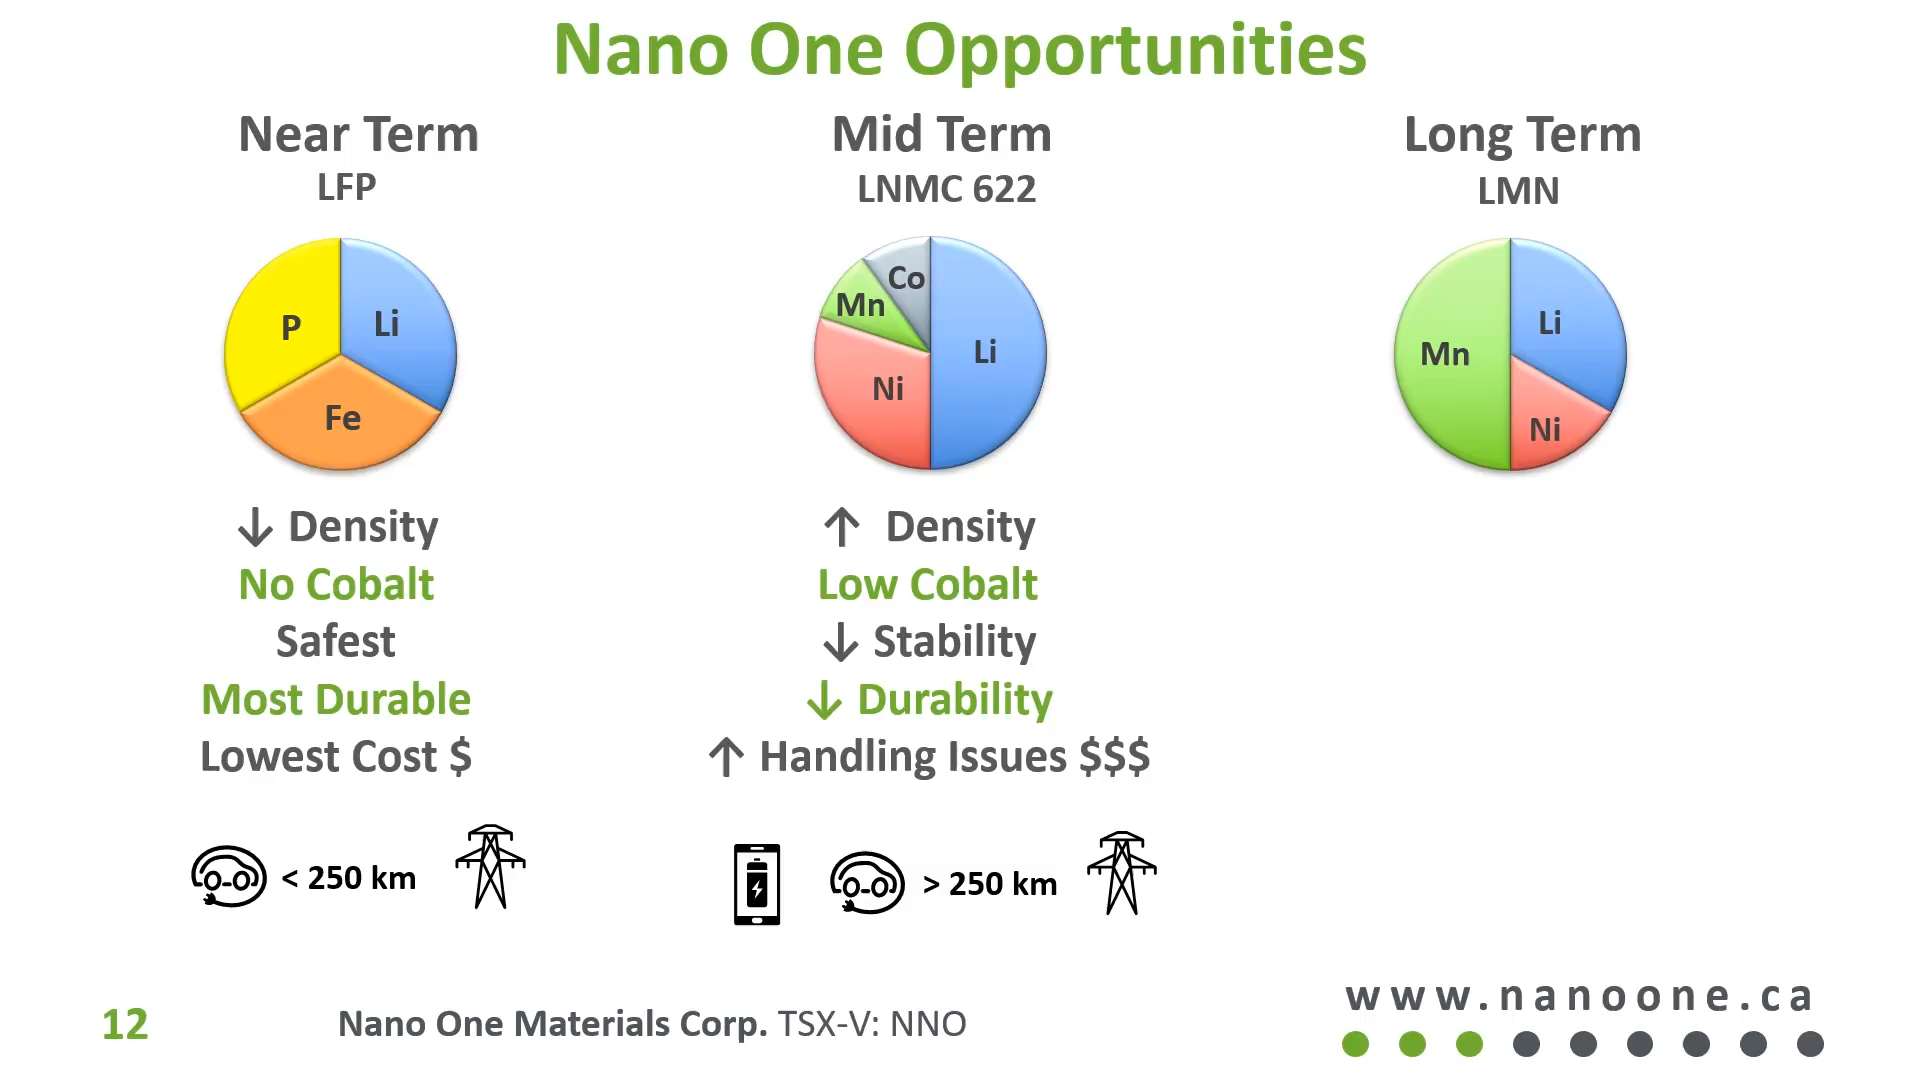 Nano One Opportunities
Near Term
LFP
P
Li
Fe
↓ Density
No Cobalt
Safest
Most Durable
Lowest Cost $
< 250 km
Mid Term
LNMC 622
Co
Mn
Li
Ni
↑ Density
Low Cobalt
↓ Stability
↓ Durability
↑ Handling Issues $$$
> 250 km
Long Term
LMN
Li
Mn
Ni
12
Nano One Materials Corp. TSX-V: NNO
www.nanoone.ca